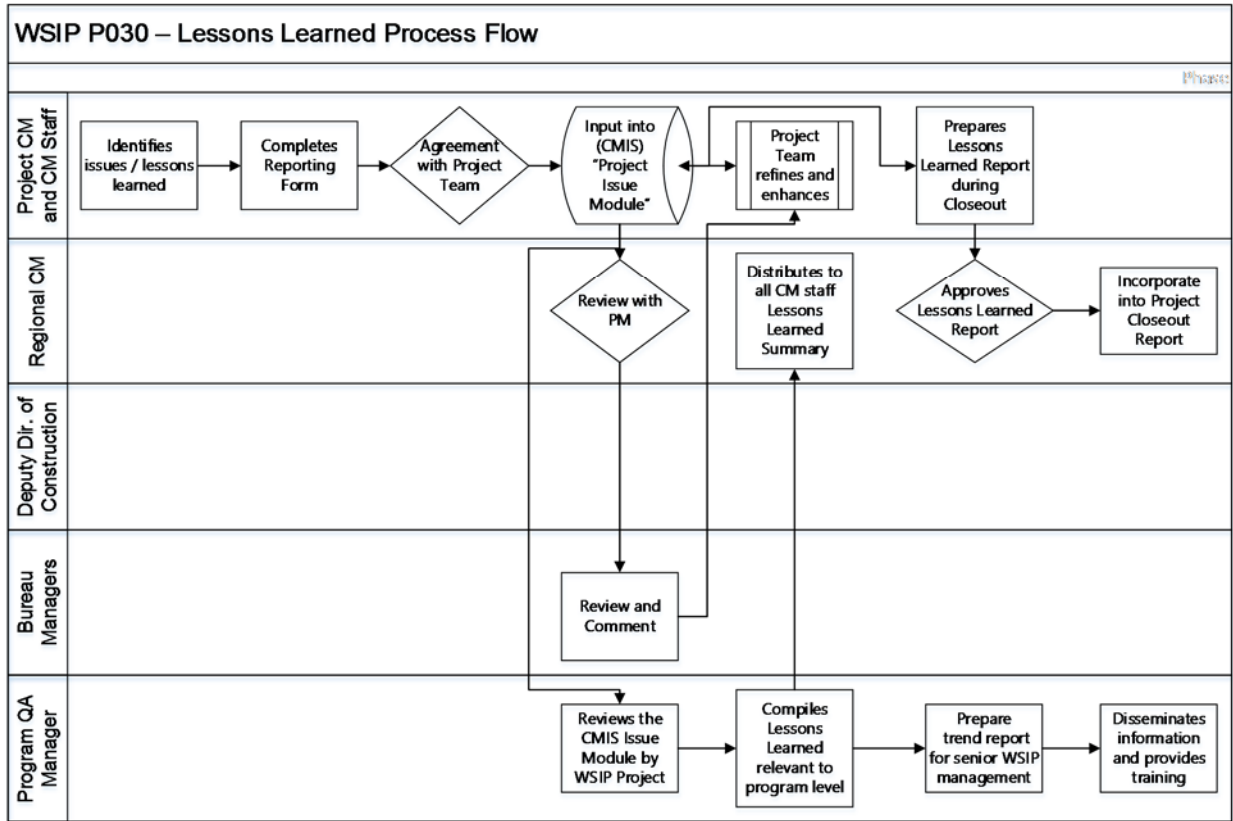 WSIP P030 – Lessons Learned Process Flow
Phase
Project CM
and CM Staff
Identifies
issues / lessons
learned
Completes
Reporting
Form
Agreement
with Project
Team
Input into
(CMIS)
"Project
Issue
Module"
Project
Team
refines and
enhances
Prepares
Lessons
Learned Report
during
Closeout
Regional CM
Review with
PM
Distributes to
all CM staff
Lessons
Learned
Summary
Approves
Lessons Learned
Report
Incorporate
into Project
Closeout
Report
Deputy Dir. of
Construction
Bureau
Managers
Review and
Comment
Program QA
Manager
Reviews the
CMIS Issue
Module by
WSIP Project
Compiles
Lessons
Learned
relevant to
program level
Prepare
trend report
for senior WSIP
management
Disseminates
information
and provides
training